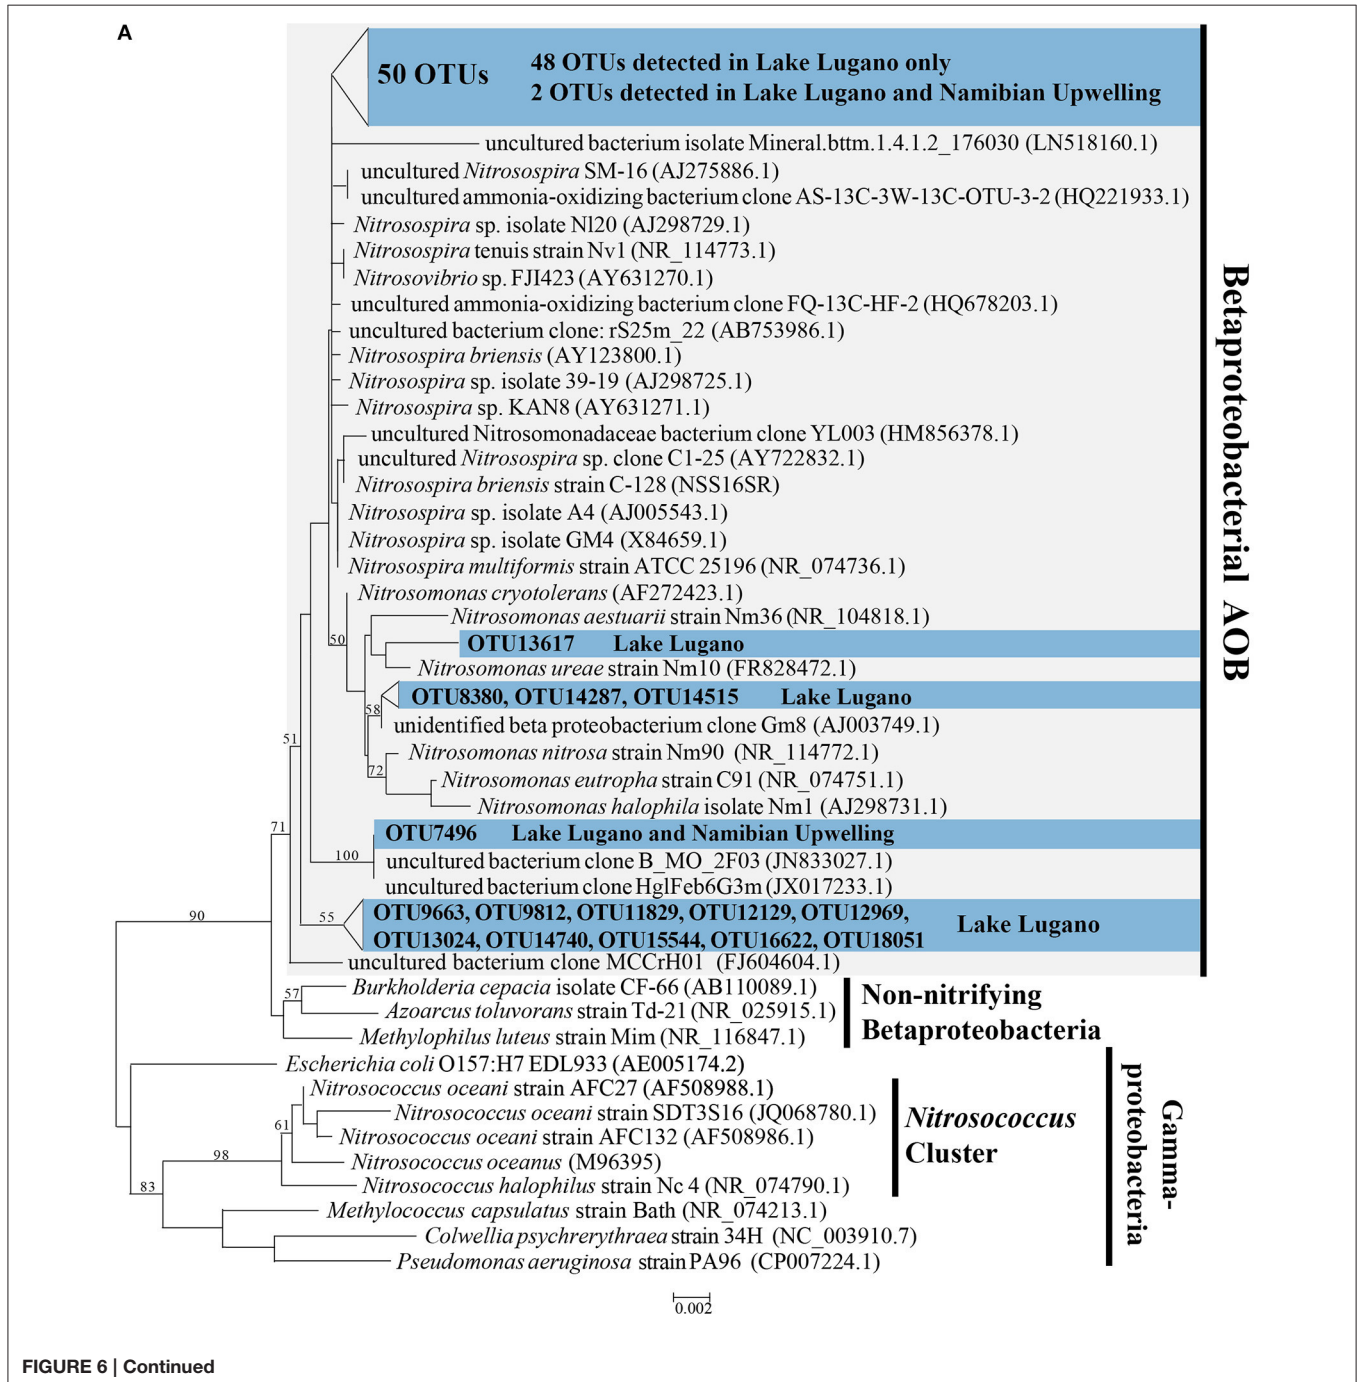 A
50 OTUs
48 OTUs detected in Lake Lugano only
2 OTUs detected in Lake Lugano and Namibian Upwelling
uncultured bacterium isolate Mineral.bttm.1.4.1.2_176030 (LN518160.1)
uncultured Nitrosospira SM-16 (AJ275886.1)
uncultured ammonia-oxidizing bacterium clone AS-13C-3W-13C-OTU-3-2 (HQ221933.1)
Nitrosospira sp. isolate Nl20 (AJ298729.1)
Nitrosospira tenuis strain Nv1 (NR_114773.1)
Nitrosovibrio sp. FJI423 (AY631270.1)
uncultured ammonia-oxidizing bacterium clone FQ-13C-HF-2 (HQ678203.1)
uncultured bacterium clone: rS25m_22 (AB753986.1)
Nitrosospira briensis (AY123800.1)
Nitrosospira sp. isolate 39-19 (AJ298725.1)
Nitrosospira sp. KAN8 (AY631271.1)
uncultured Nitrosomonadaceae bacterium clone YL003 (HM856378.1)
uncultured Nitrosospira sp. clone C1-25 (AY722832.1)
Nitrosospira briensis strain C-128 (NSS16SR)
Nitrosospira sp. isolate A4 (AJ005543.1)
Nitrosospira sp. isolate GM4 (X84659.1)
Nitrosospira multiformis strain ATCC 25196 (NR_074736.1)
Nitrosomonas cryotolerans (AF272423.1)
Nitrosomonas aestuarii strain Nm36 (NR_104818.1)
50
OTU13617 Lake Lugano
Nitrosomonas ureae strain Nm10 (FR828472.1)
OTU8380, OTU14287, OTU14515 Lake Lugano
58
unidentified beta proteobacterium clone Gm8 (AJ003749.1)
51
Nitrosomonas nitrosa strain Nm90 (NR_114772.1)
72
Nitrosomonas eutropha strain C91 (NR_074751.1)
Nitrosomonas halophila isolate Nm1 (AJ298731.1)
71
OTU7496 Lake Lugano and Namibian Upwelling
100
uncultured bacterium clone B_MO_2F03 (JN833027.1)
uncultured bacterium clone HglFeb6G3m (JX017233.1)
90
55
OTU9663, OTU9812, OTU11829, OTU12129, OTU12969,
OTU13024, OTU14740, OTU15544, OTU16622, OTU18051
Lake Lugano
uncultured bacterium clone MCCrH01 (FJ604604.1)
Betaproteobacterial AOB
57
Burkholderia cepacia isolate CF-66 (AB110089.1)
Azoarcus toluvorans strain Td-21 (NR_025915.1)
Methylophilus luteus strain Mim (NR_116847.1)
Non-nitrifying
Betaproteobacteria
Escherichia coli O157:H7 EDL933 (AE005174.2)
Nitrosococcus oceani strain AFC27 (AF508988.1)
Nitrosococcus oceani strain SDT3S16 (JQ068780.1)
61
Nitrosococcus oceani strain AFC132 (AF508986.1)
98
Nitrosococcus oceanus (M96395)
83
Nitrosococcus halophilus strain Nc 4 (NR_074790.1)
Nitrosococcus
Cluster
Methylococcus capsulatus strain Bath (NR_074213.1)
Colwellia psychrerythraea strain 34H (NC_003910.7)
Pseudomonas aeruginosa strain PA96 (CP007224.1)
Gamma-
proteobacteria
0.002
FIGURE 6 | Continued